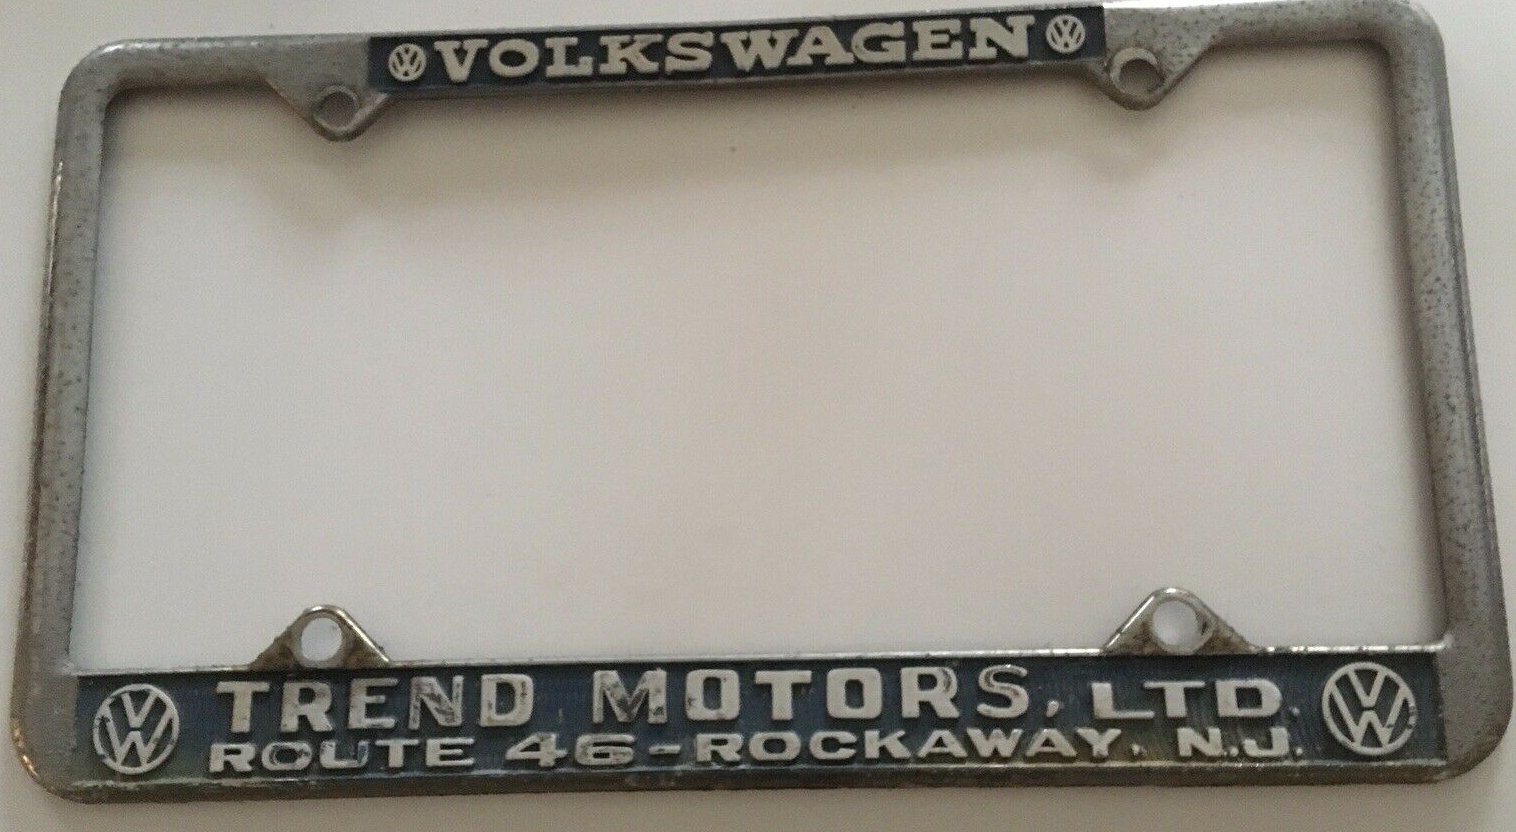 VOLKSWAGEN
TREND MOTORS, LTD.
ROUTE 46-ROCKAWAY, N.J.